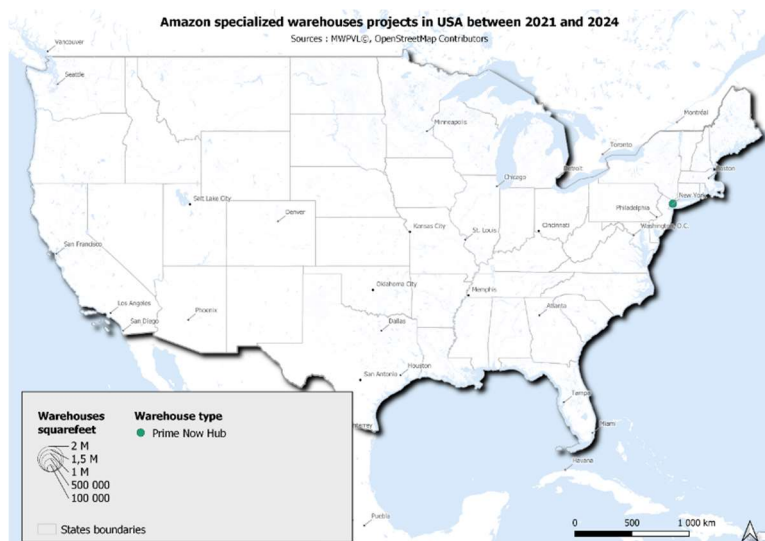 Amazon specialized warehouses projects in USA between 2021 and 2024
Sources : MWPVL©, OpenStreetMap Contributors
Vancouver
Seattle
Montréal
Minneapolis
Toronto
Boston
Detroit
Chicago
New York
Salt Lake City
Philadelphia
Denver
Washington, D.C.
Kansas City
St. Louis
Cincinnati
San Francisco
Oklahoma City
Memphis
Los Angeles
Phoenix
Atlanta
San Diego
Dallas
Houston
San Antonio
Tampa
Miami
Havana
Puebla
Warehouses
squarefeet
2 M
1,5 M
1 M
500 000
100 000
Warehouse type
Prime Now Hub
States boundaries
0 500 1 000 km